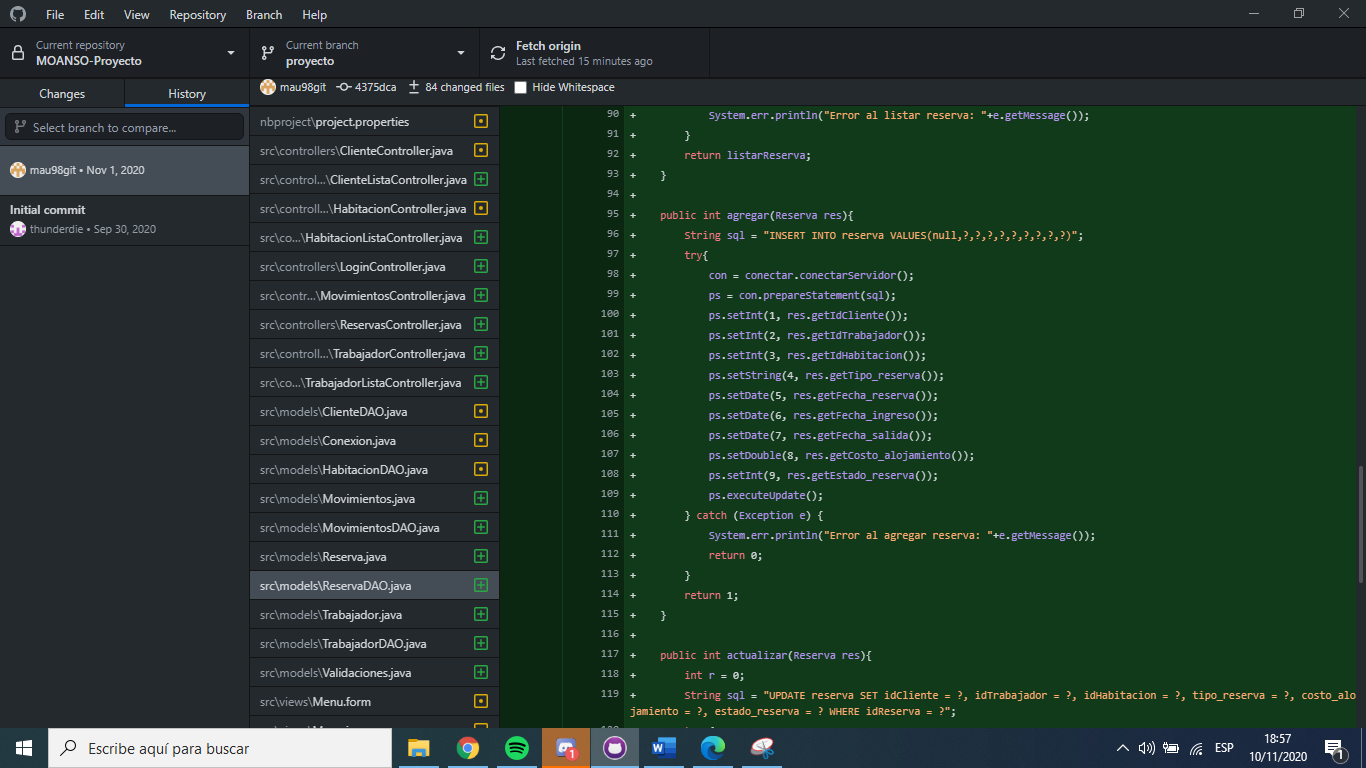 File Edit View Repository Branch Help
Current repository
MOANSO-Proyecto
Current branch
proyecto
Fetch origin
Last fetched 15 minutes ago
Changes History
Select branch to compare...
mau98git • Nov 1, 2020
Initial commit
thunderdie • Sep 30, 2020
mau98git 4375dca 84 changed files Hide Whitespace
nbproject\project.properties
src\controllers\ClienteController.java
src\control...\ClienteListaController.java
src\controll...\HabitacionController.java
src\co...\HabitacionListaController.java
src\controllers\LoginController.java
src\contr...\MovimientosController.java
src\controllers\ReservasController.java
src\controll...\TrabajadorController.java
src\co...\TrabajadorListaController.java
src\models\ClienteDAO.java
src\models\Conexion.java
src\models\HabitacionDAO.java
src\models\Movimientos.java
src\models\MovimientosDAO.java
src\models\Reserva.java
src\models\ReservaDAO.java
src\models\Trabajador.java
src\models\TrabajadorDAO.java
src\models\Validaciones.java
src\views\Menu.form
90 + System.err.println("Error al listar reserva: "+e.getMessage());
91 + }
92 + return listarReserva;
93 + }
94 +
95 + public int agregar(Reserva res){
96 + String sql = "INSERT INTO reserva VALUES(null,?,?,?,?,?,?,?,?,?)";
97 + try{
98 + con = conectar.conectarServidor();
99 + ps = con.prepareStatement(sql);
100 + ps.setInt(1, res.getIdCliente());
101 + ps.setInt(2, res.getIdTrabajador());
102 + ps.setInt(3, res.getIdHabitacion());
103 + ps.setString(4, res.getTipo_reserva());
104 + ps.setDate(5, res.getFecha_reserva());
105 + ps.setDate(6, res.getFecha_ingreso());
106 + ps.setDate(7, res.getFecha_salida());
107 + ps.setDouble(8, res.getCosto_alojamiento());
108 + ps.setInt(9, res.getEstado_reserva());
109 + ps.executeUpdate();
110 + } catch (Exception e) {
111 + System.err.println("Error al agregar reserva: "+e.getMessage());
112 + return 0;
113 + }
114 + return 1;
115 + }
116 +
117 + public int actualizar(Reserva res){
118 + int r = 0;
119 + String sql = "UPDATE reserva SET idCliente = ?, idTrabajador = ?, idHabitacion = ?, tipo_reserva = ?, costo_alo
jamiento = ?, estado_reserva = ? WHERE idReserva = ?";
Escribe aquí para buscar
1
ESP
18:57
10/11/2020
1